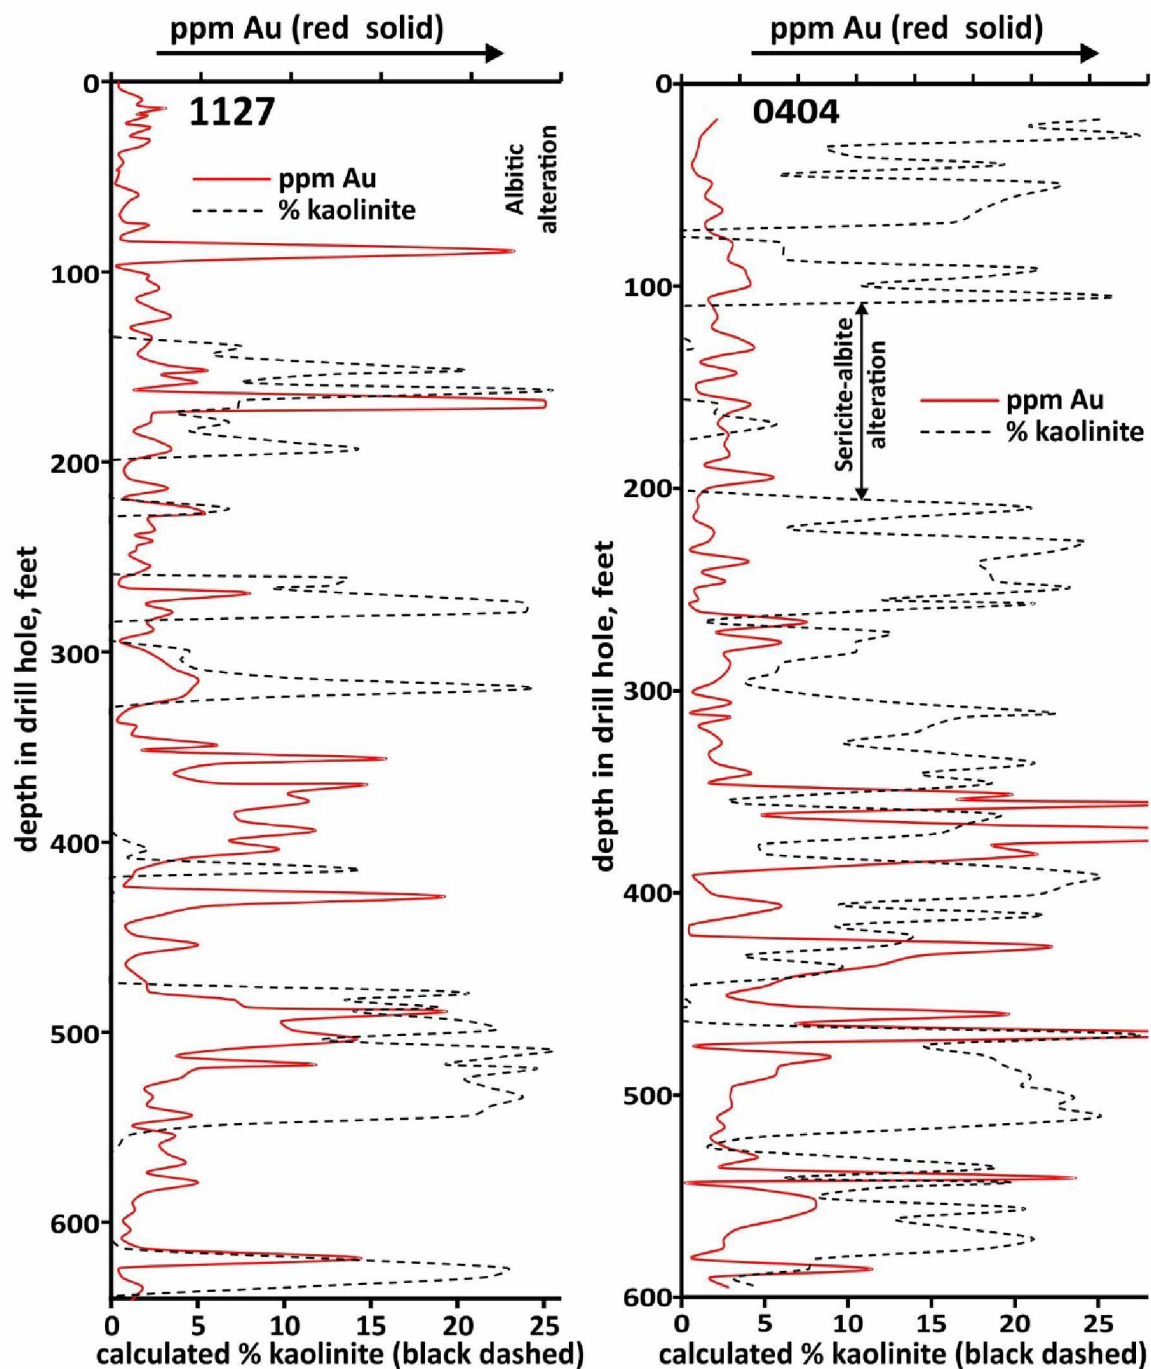 ppm Au (red solid)
0
1127
ppm Au
% kaolinite
Albitic
alteration
100
200
300
400
500
600
depth in drill hole, feet
0 5 10 15 20 25
calculated % kaolinite (black dashed)
ppm Au (red solid)
0
0404
100
Sericite-albite
alteration
ppm Au
% kaolinite
200
300
400
500
600
depth in drill hole, feet
0 5 10 15 20 25
calculated % kaolinite (black dashed)